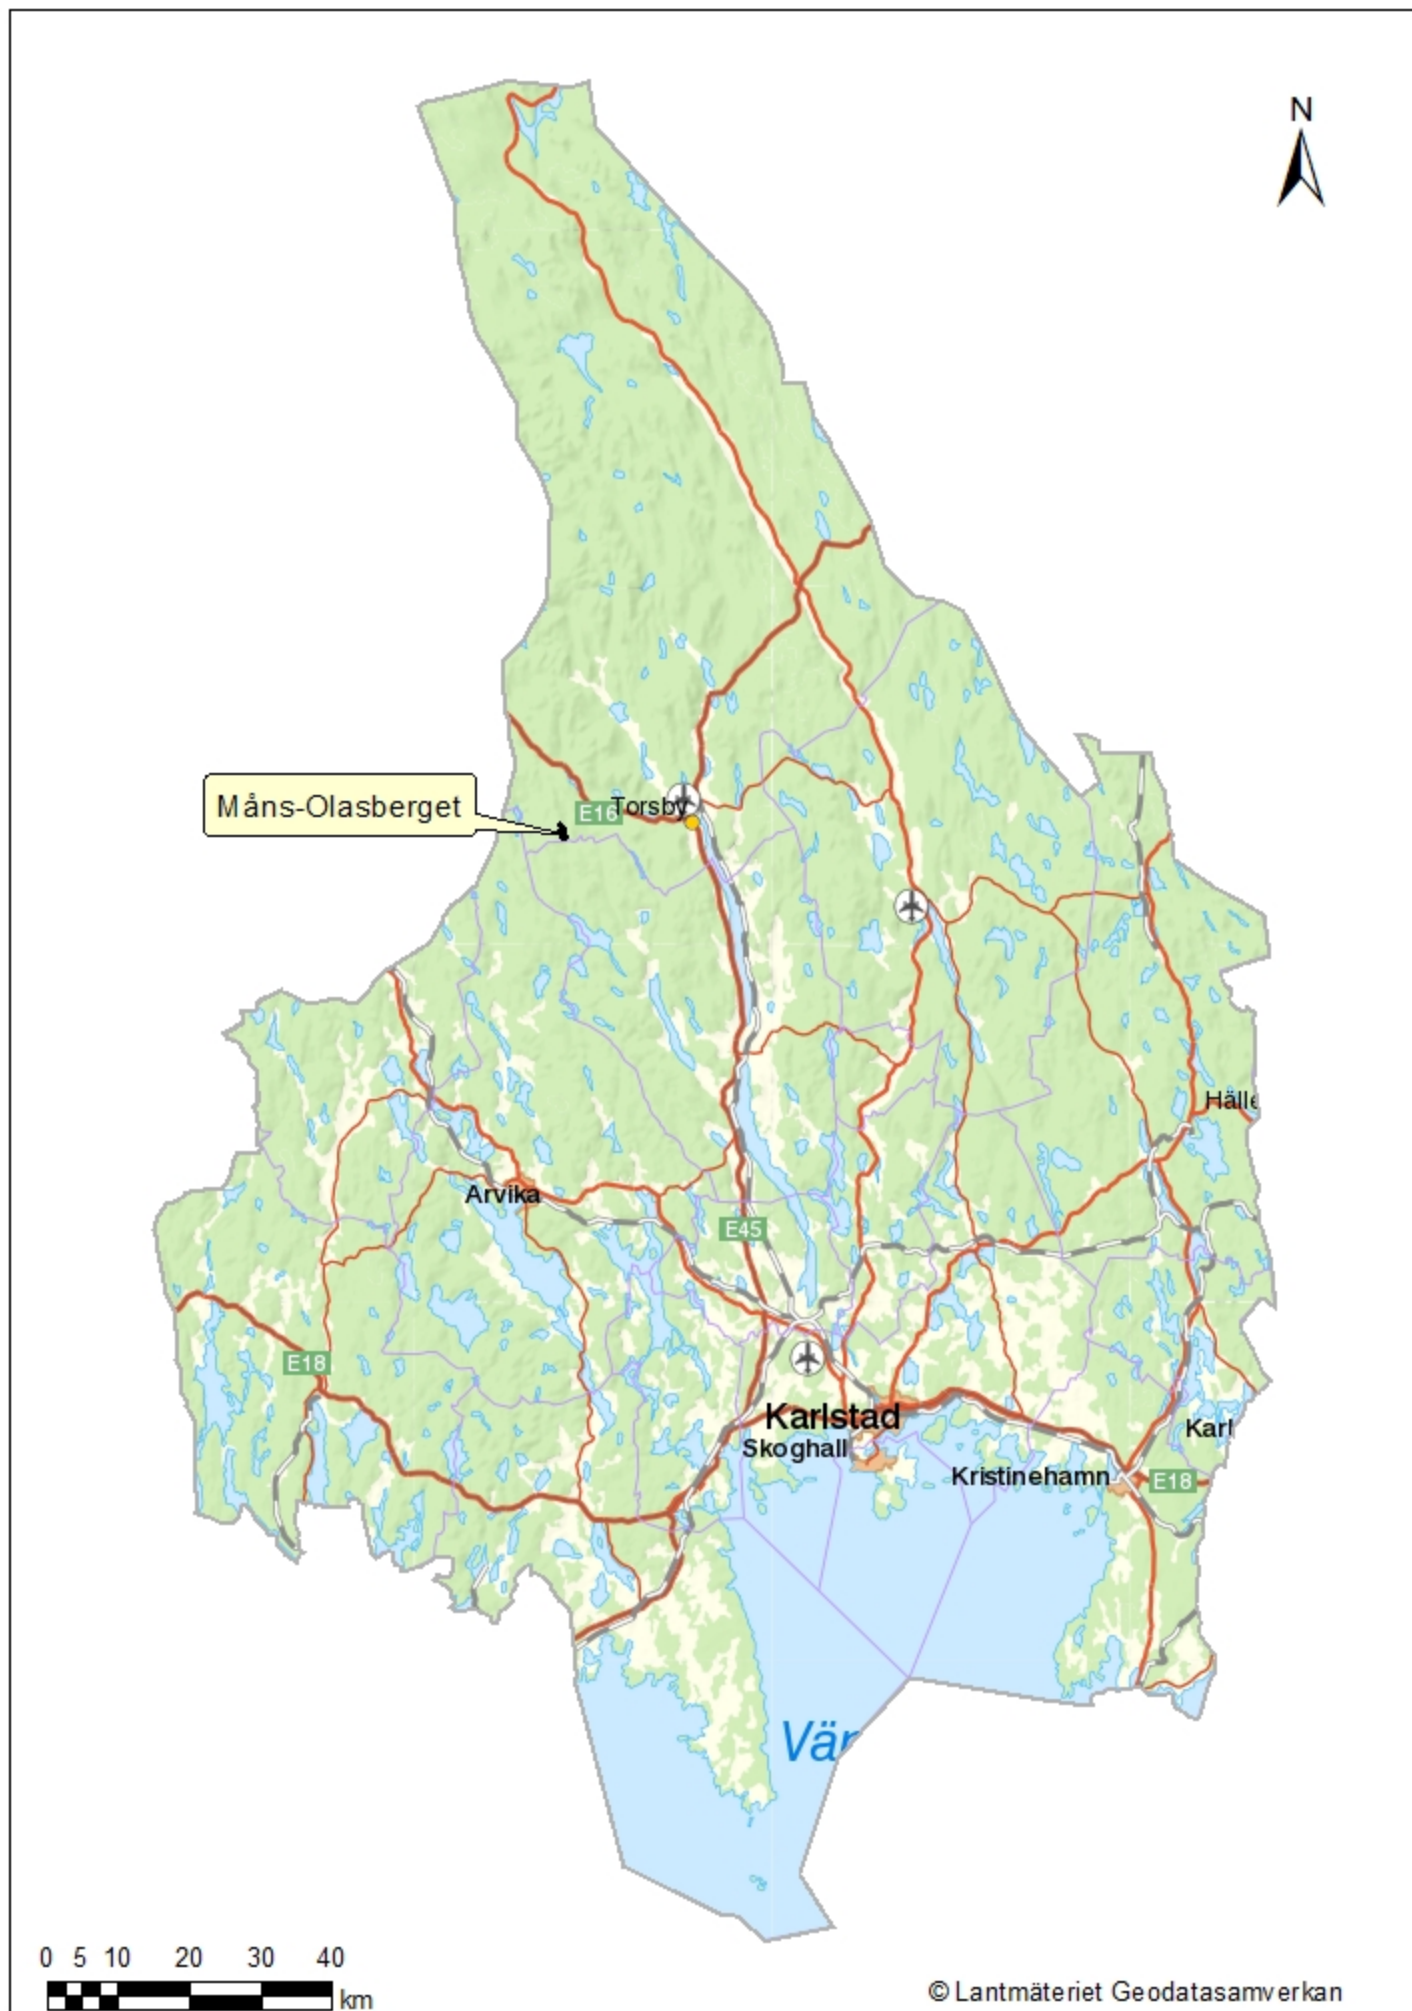 N
Måns-Olasberget
E16
Torsby
Hälle
Arvika
E45
E18
Karlstad
Skoghall
Karl
Kristinehamn
E18
Vär
0 5 10 20 30 40
km
© Lantmäteriet Geodatasamverkan